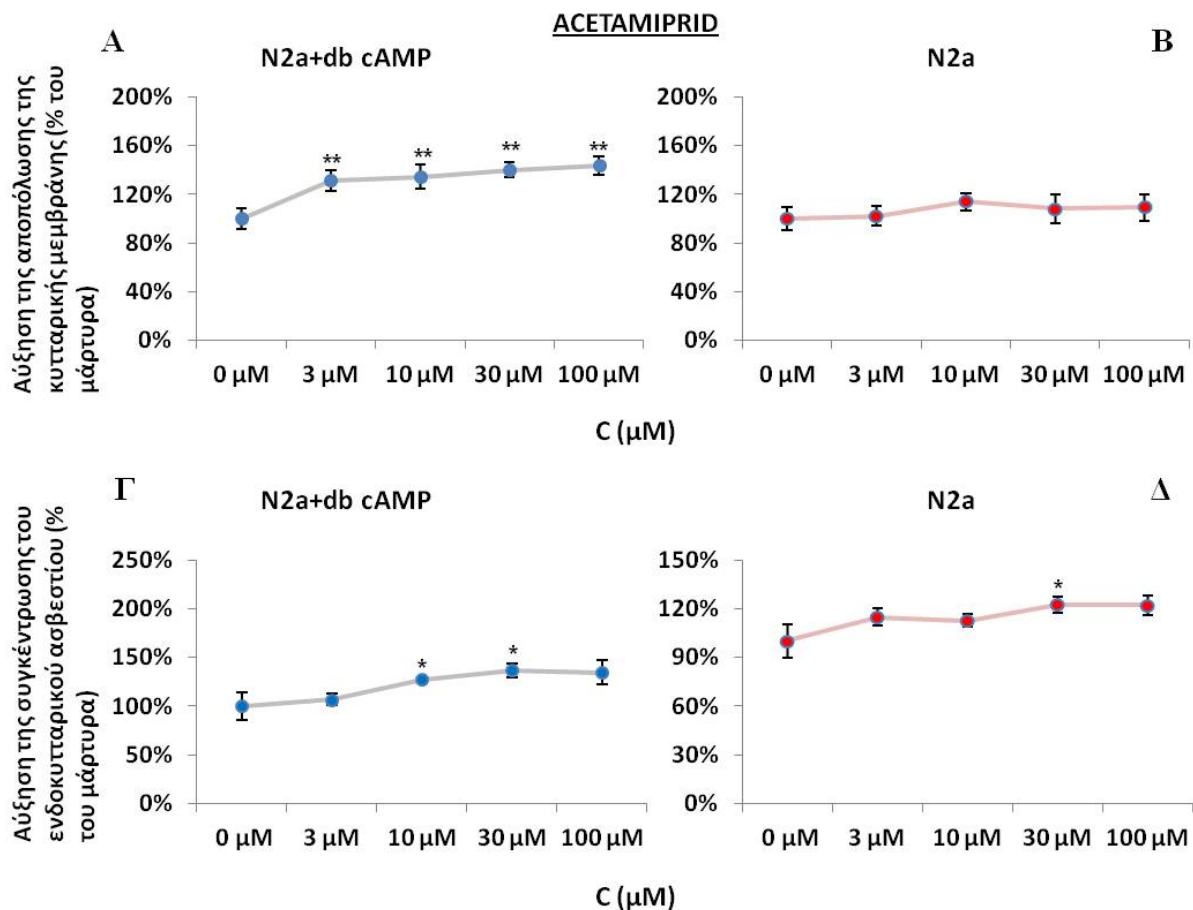 ACETAMIPRID
Α
N2a+db cAMP
Αύξηση της αποπόλωσης της
κυτταρικής μεμβράνης (% του
μάρτυρα)
200%
160%
120%
80%
40%
0%
** ** ** **
0 μM 3 μM 10 μM 30 μM 100 μM
Β
N2a
200%
160%
120%
80%
40%
0%
0 μM 3 μM 10 μM 30 μM 100 μM
C (μM)
Γ
N2a+db cAMP
Αύξηση της συγκέντρωσης του
ενδοκυτταρικού ασβεστίου (%
του μάρτυρα)
250%
200%
150%
100%
50%
0%
* *
0 μM 3 μM 10 μM 30 μM 100 μM
Δ
N2a
150%
120%
90%
60%
30%
0%
*
0 μM 3 μM 10 μM 30 μM 100 μM
C (μM)